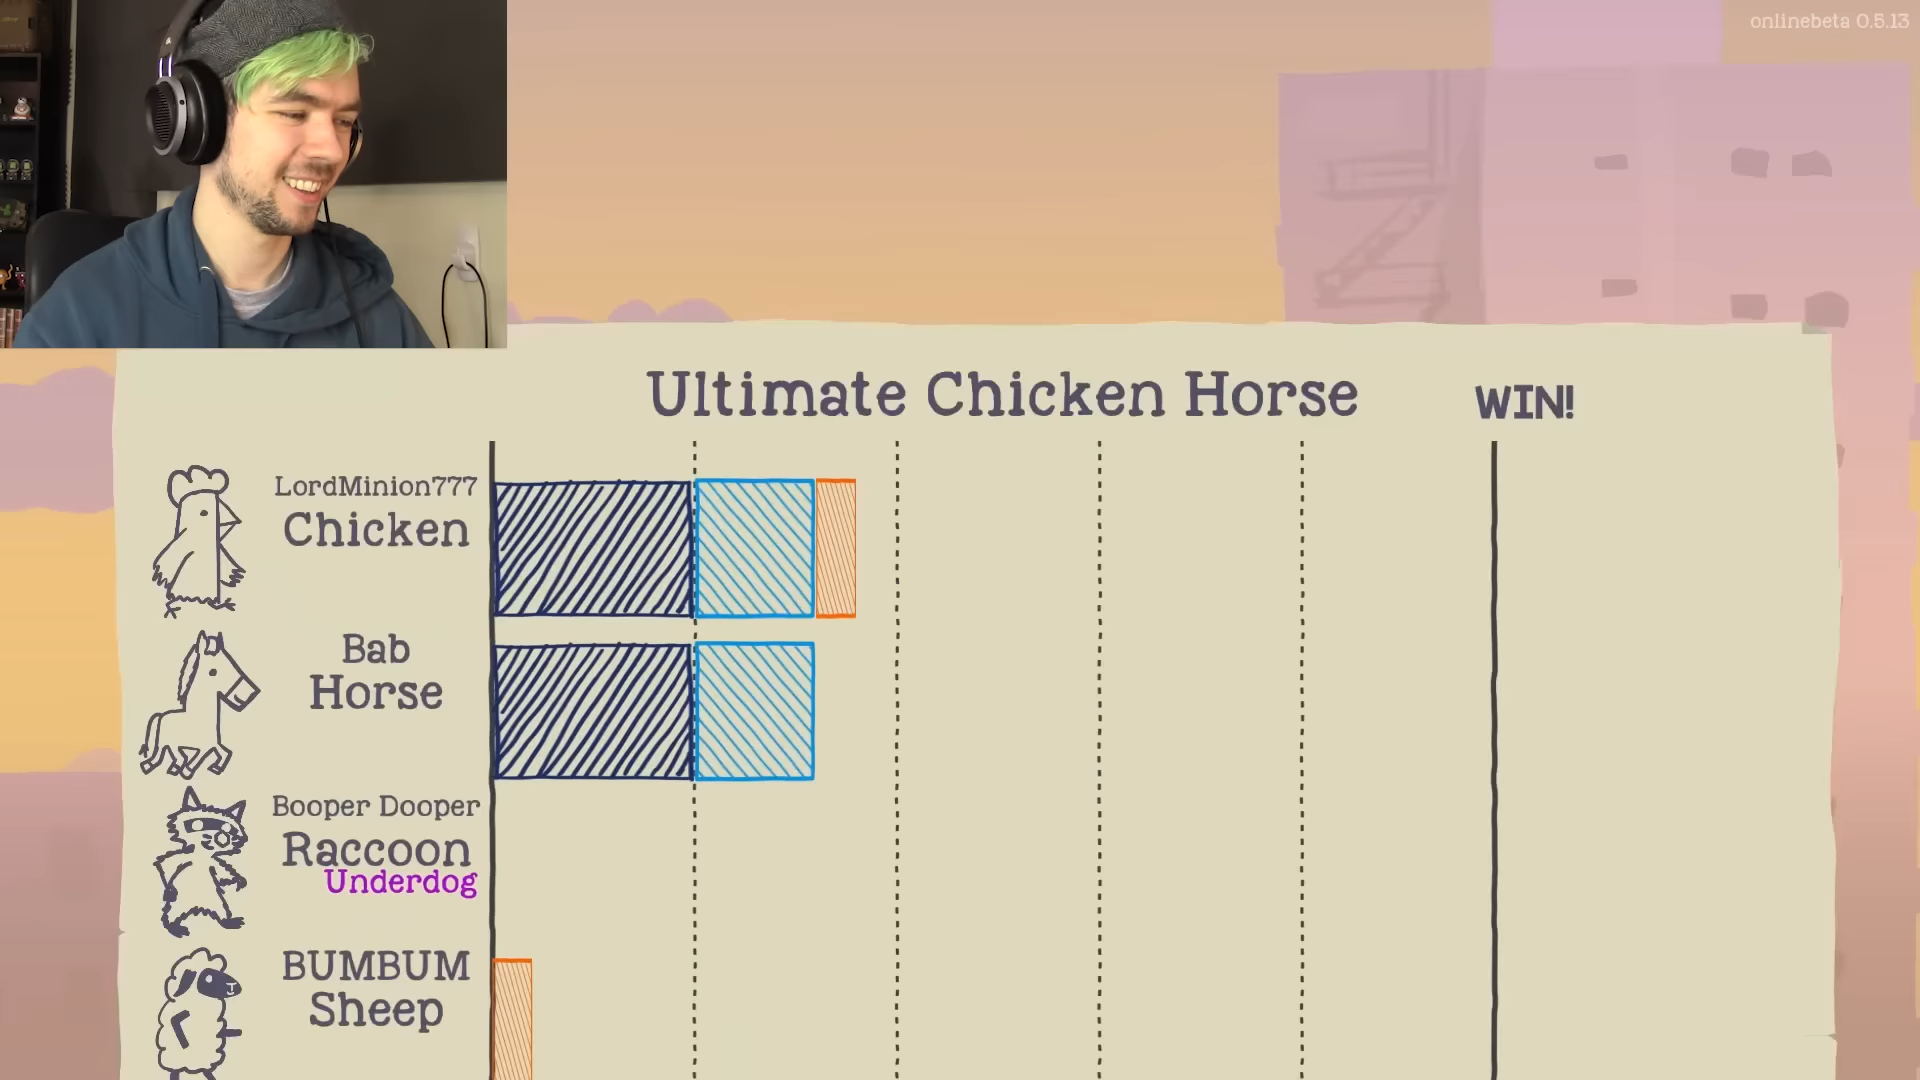 onlinebeta 0.5.13
Ultimate Chicken Horse
WIN!
LordMinion777
Chicken
Bab
Horse
Booper Dooper
Raccoon
Underdog
BUMBUM
Sheep